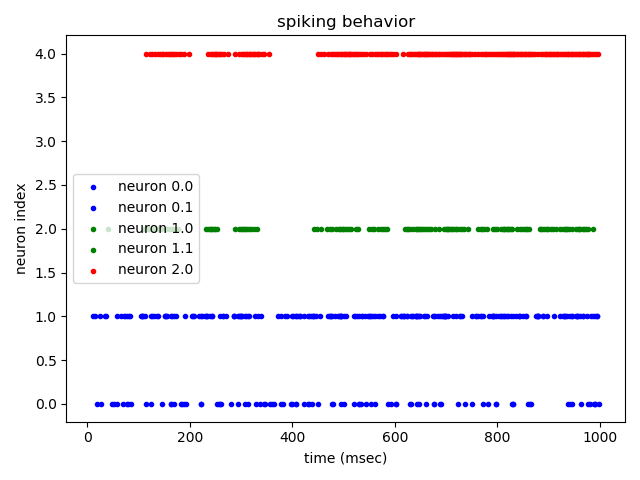 spiking behavior
4.0
3.5
3.0
2.5
2.0
1.5
1.0
0.5
0.0
neuron index
neuron 0.0
neuron 0.1
neuron 1.0
neuron 1.1
neuron 2.0
0 200 400 600 800 1000
time (msec)